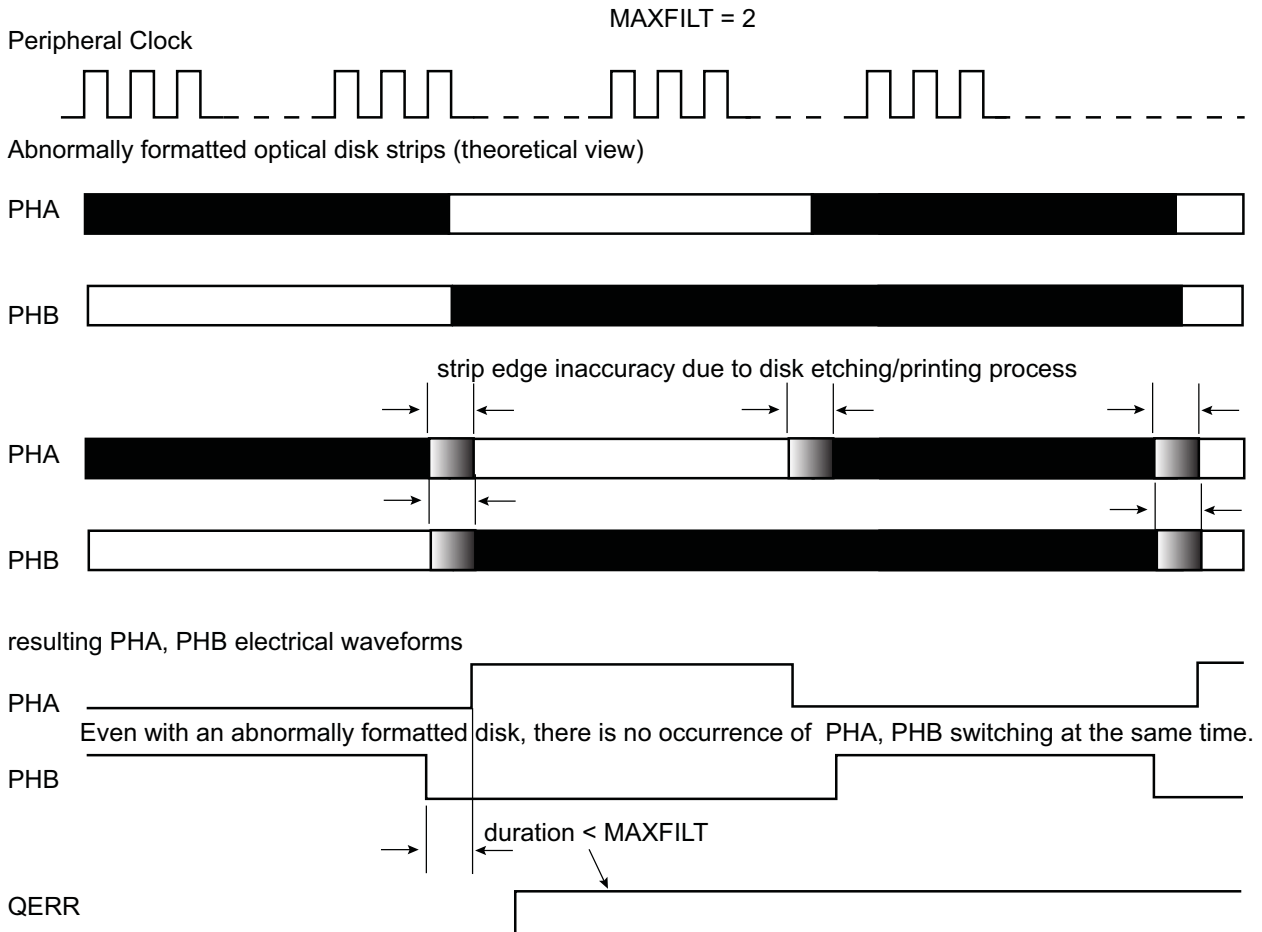 MAXFILT = 2
Peripheral Clock
Abnormally formatted optical disk strips (theoretical view)
PHA
PHB
strip edge inaccuracy due to disk etching/printing process
PHA
PHB
resulting PHA, PHB electrical waveforms
PHA
Even with an abnormally formatted disk, there is no occurrence of PHA, PHB switching at the same time.
PHB
duration < MAXFILT
QERR